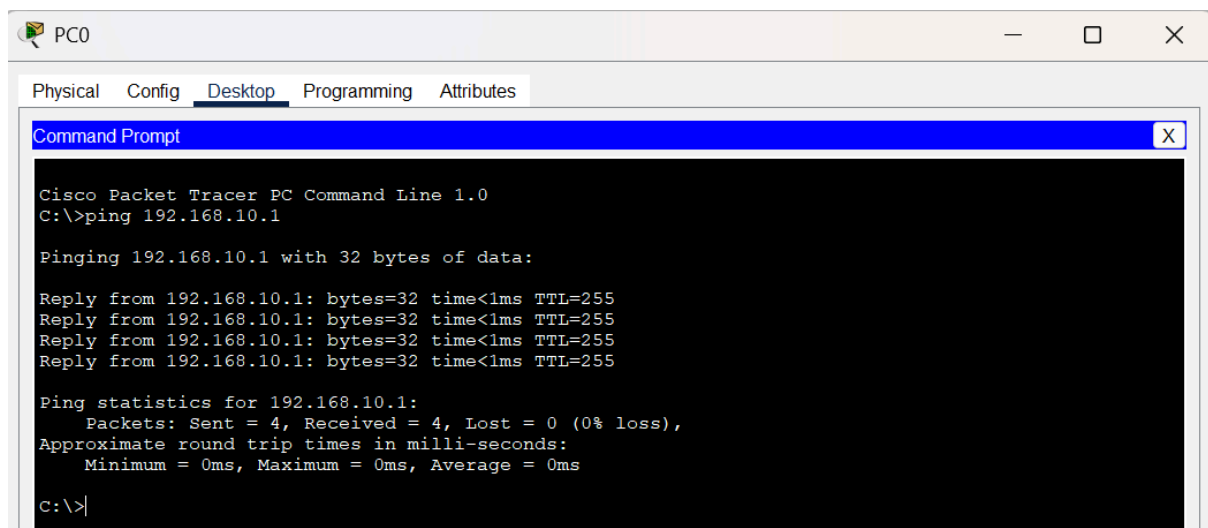 PC0
Physical Config Desktop Programming Attributes
Command Prompt X
Cisco Packet Tracer PC Command Line 1.0
C:\>ping 192.168.10.1
Pinging 192.168.10.1 with 32 bytes of data:
Reply from 192.168.10.1: bytes=32 time<1ms TTL=255
Reply from 192.168.10.1: bytes=32 time<1ms TTL=255
Reply from 192.168.10.1: bytes=32 time<1ms TTL=255
Reply from 192.168.10.1: bytes=32 time<1ms TTL=255
Ping statistics for 192.168.10.1:
Packets: Sent = 4, Received = 4, Lost = 0 (0% loss),
Approximate round trip times in milli-seconds:
Minimum = 0ms, Maximum = 0ms, Average = 0ms
C:\>